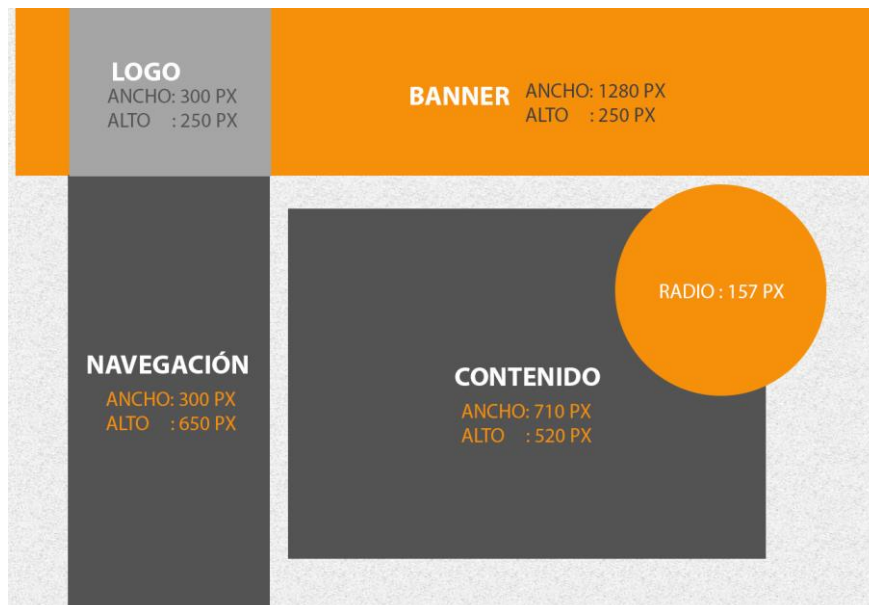 LOGO
ANCHO: 300 PX
ALTO : 250 PX
BANNER
ANCHO: 1280 PX
ALTO : 250 PX
RADIO : 157 PX
NAVEGACIÓN
ANCHO: 300 PX
ALTO : 650 PX
CONTENIDO
ANCHO: 710 PX
ALTO : 520 PX